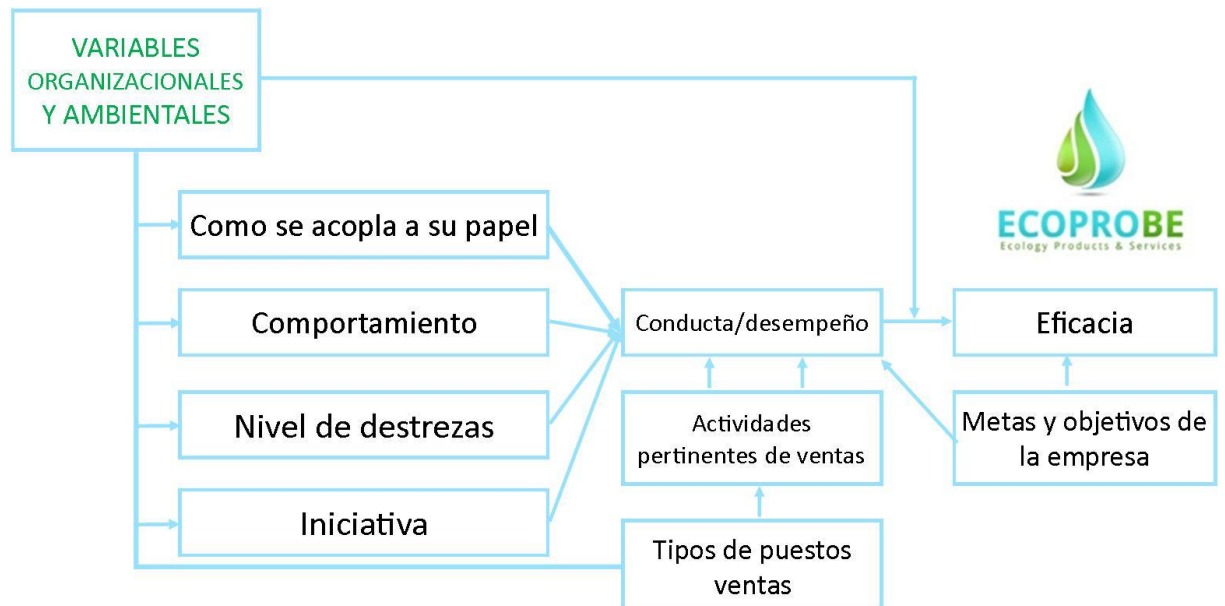 VARIABLES
ORGANIZACIONALES
Y AMBIENTALES
Como se acopla a su papel
Comportamiento
Nivel de destrezas
Iniciativa
Conducta/desempeño
Actividades
pertinentes de ventas
Tipos de puestos
ventas
ECOPROBE
Ecology Products & Services
Eficacia
Metas y objetivos de
la empresa